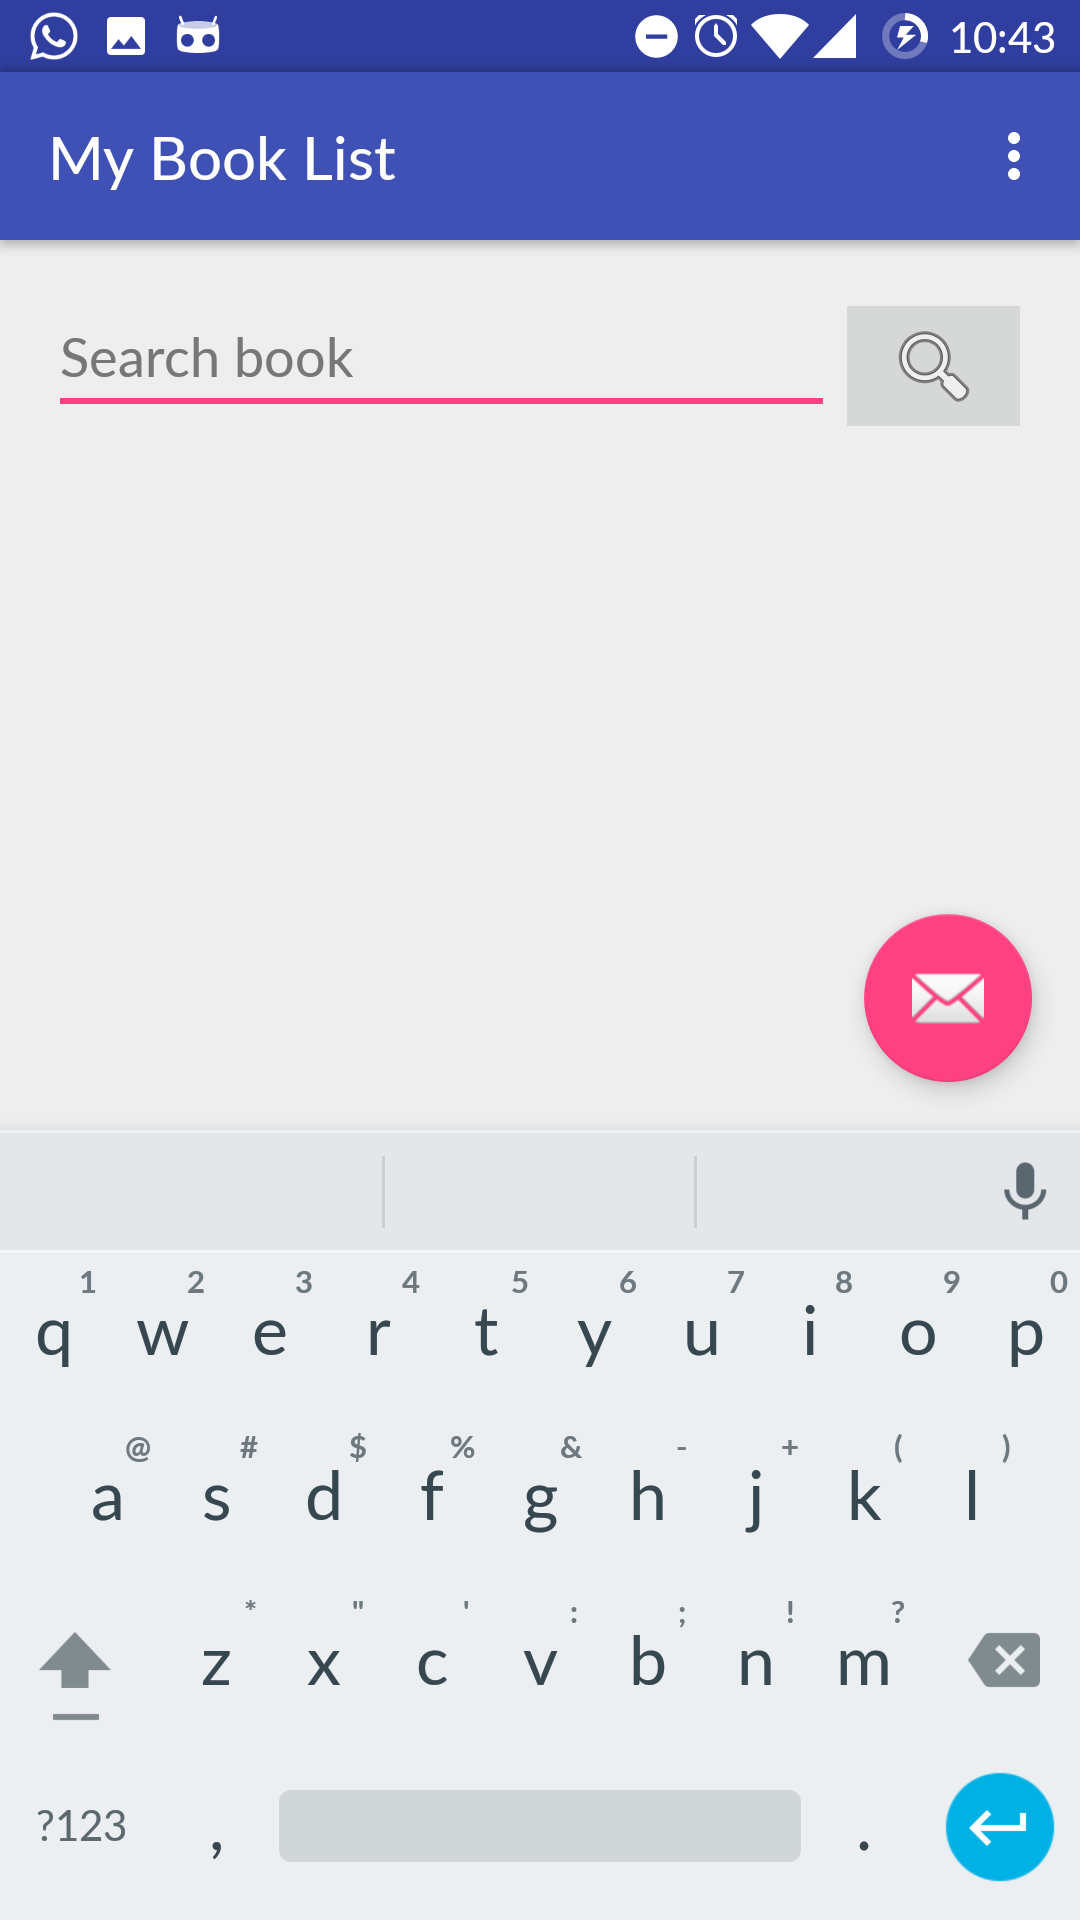 10:43
My Book List
Search book
1 2 3 4 5 6 7 8 9 0
q w e r t y u i o p
@ # $ % & - + ( )
a s d f g h j k l
* " ' : ; ! ?
z x c v b n m
?123 , .